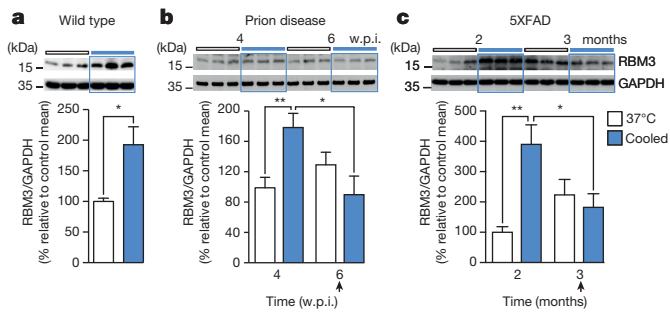 a Wild type
(kDa)
15
35
RBM3/GAPDH
(% relative to control mean)
250
200
150
100
50
0
*
b Prion disease
4 6 w.p.i.
(kDa)
15
35
RBM3/GAPDH
(% relative to control mean)
200
160
120
80
40
0
** *
4 6
Time (w.p.i.)
c 5XFAD
2 3 months
(kDa)
15 RBM3
35 GAPDH
RBM3/GAPDH
(% relative to control mean)
500
400
300
200
100
0
** *
2 3
Time (months)
37°C
Cooled